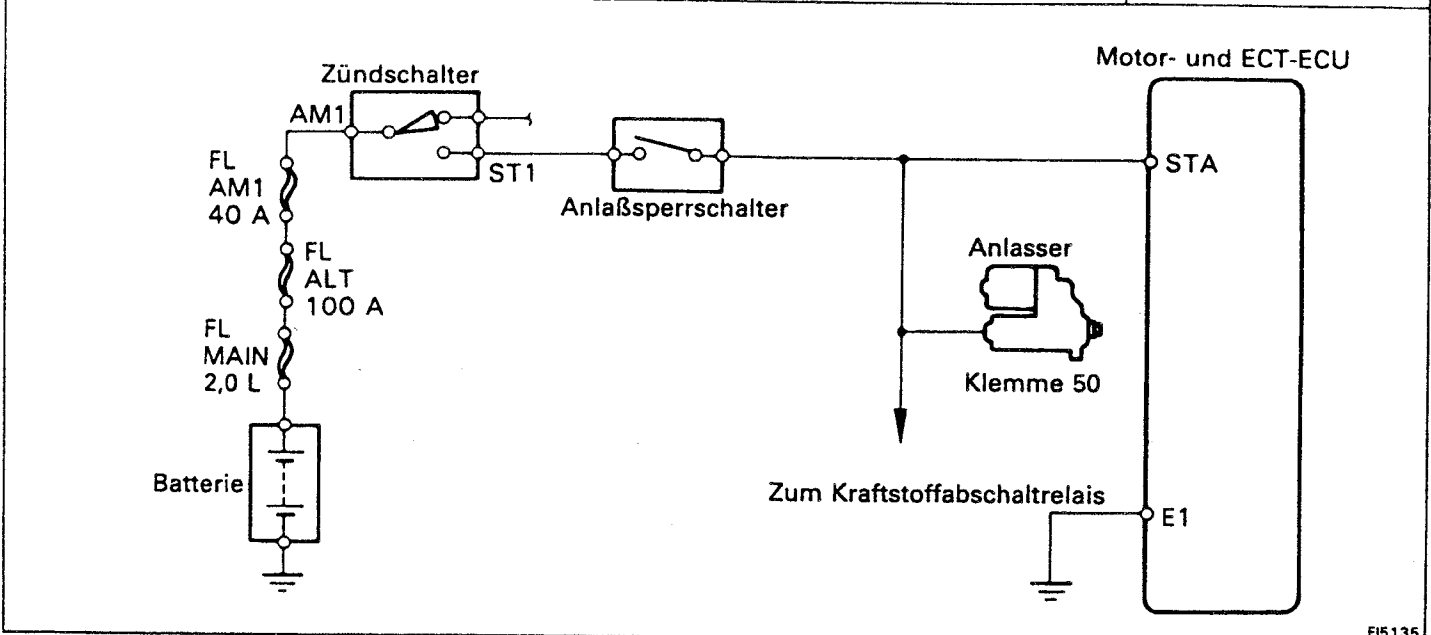 Motor- und ECT-ECU
Zündschalter
AM1
ST1
FL
AM1
40 A
FL
ALT
100 A
FL
MAIN
2,0 L
Batterie
Anlaßsperrschalter
STA
Anlasser
Klemme 50
Zum Kraftstoffabschaltrelais
E1
FI5135